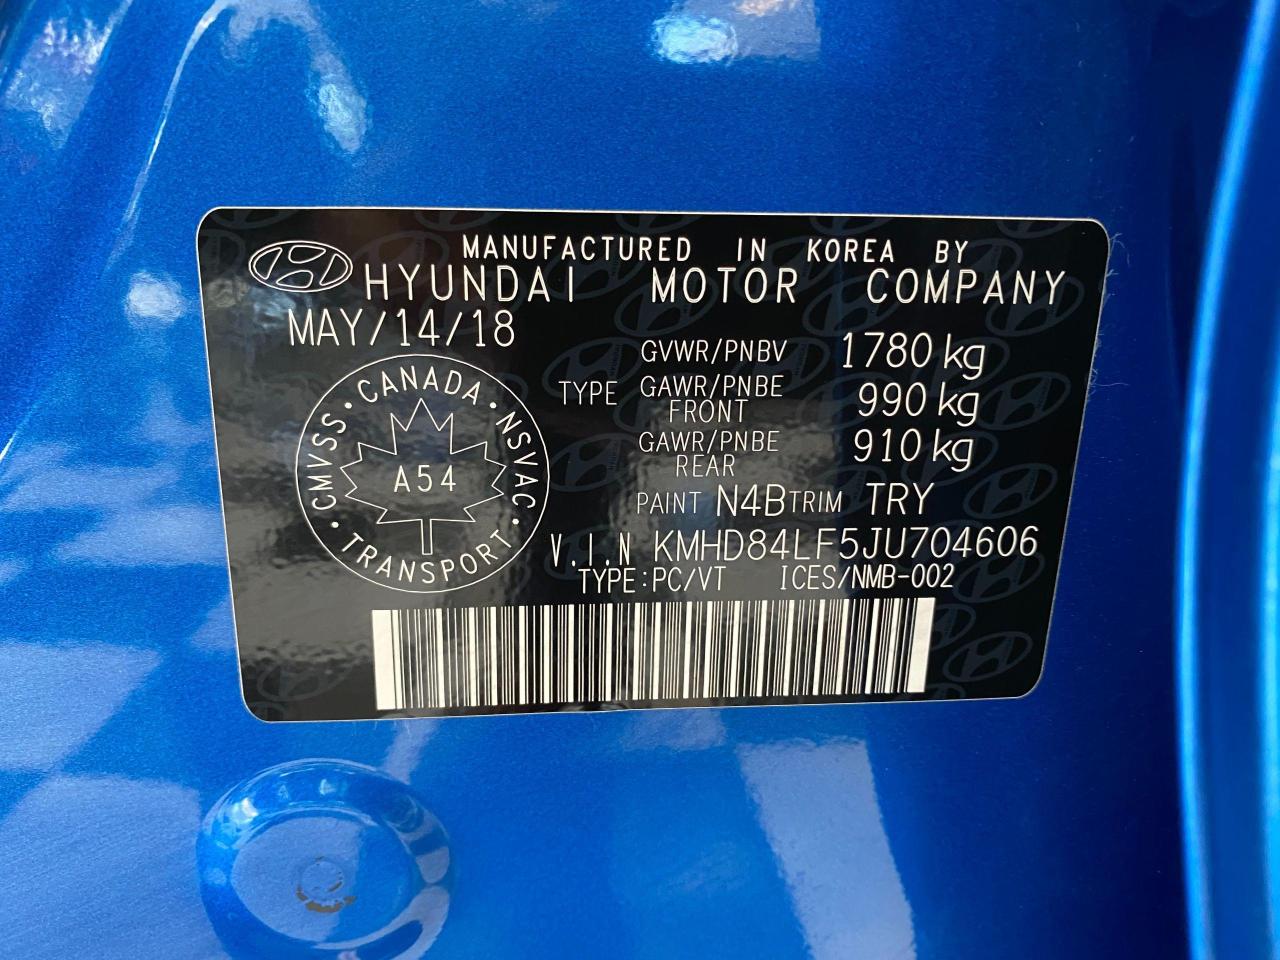 MANUFACTURED IN KOREA BY
HYUNDAI MOTOR COMPANY
MAY/14/18
GVWR/PNBV 1780 kg
TYPE GAWR/PNBE FRONT 990 kg
GAWR/PNBE REAR 910 kg
PAINT N4B TRIM TRY
V.I.N KMHD84LF5JU704606
TYPE:PC/VT ICES/NMB-002
· CMVSS · CANADA · NSVAC · TRANSPORT
A54